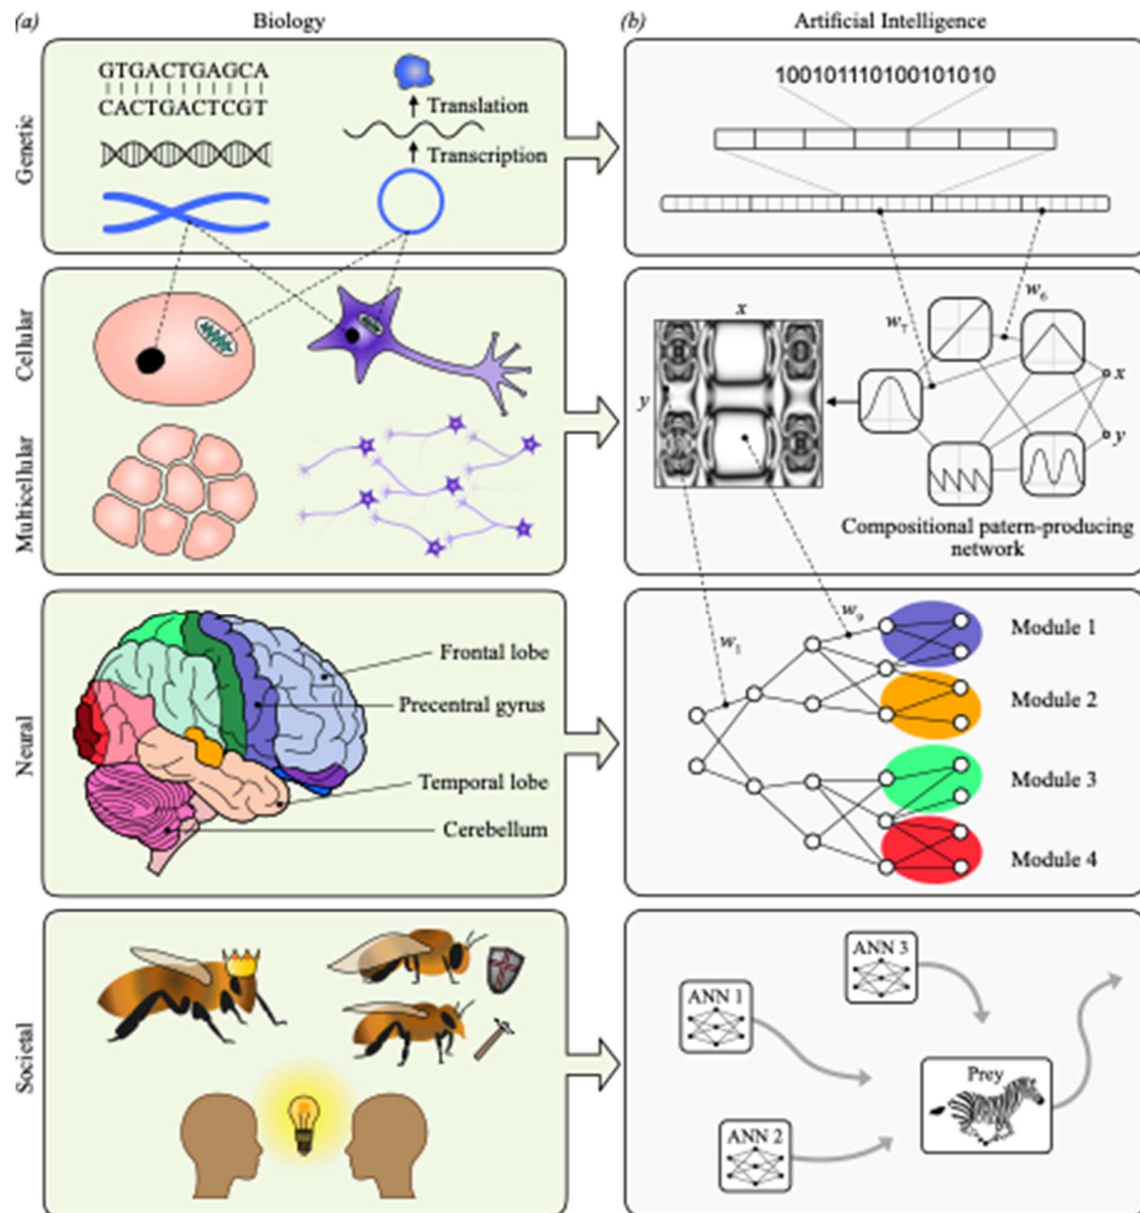 (a) Biology
(b) Artificial Intelligence
Genetic
GTGACTGAGCA
CACTGACTCGT
Translation
Transcription
100101110100101010
Cellular
Multicellular
x
y
w7
w6
x
y
Compositional patern-producing
network
Neural
Frontal lobe
Precentral gyrus
Temporal lobe
Cerebellum
w1
w9
Module 1
Module 2
Module 3
Module 4
Societal
ANN 3
ANN 1
Prey
ANN 2